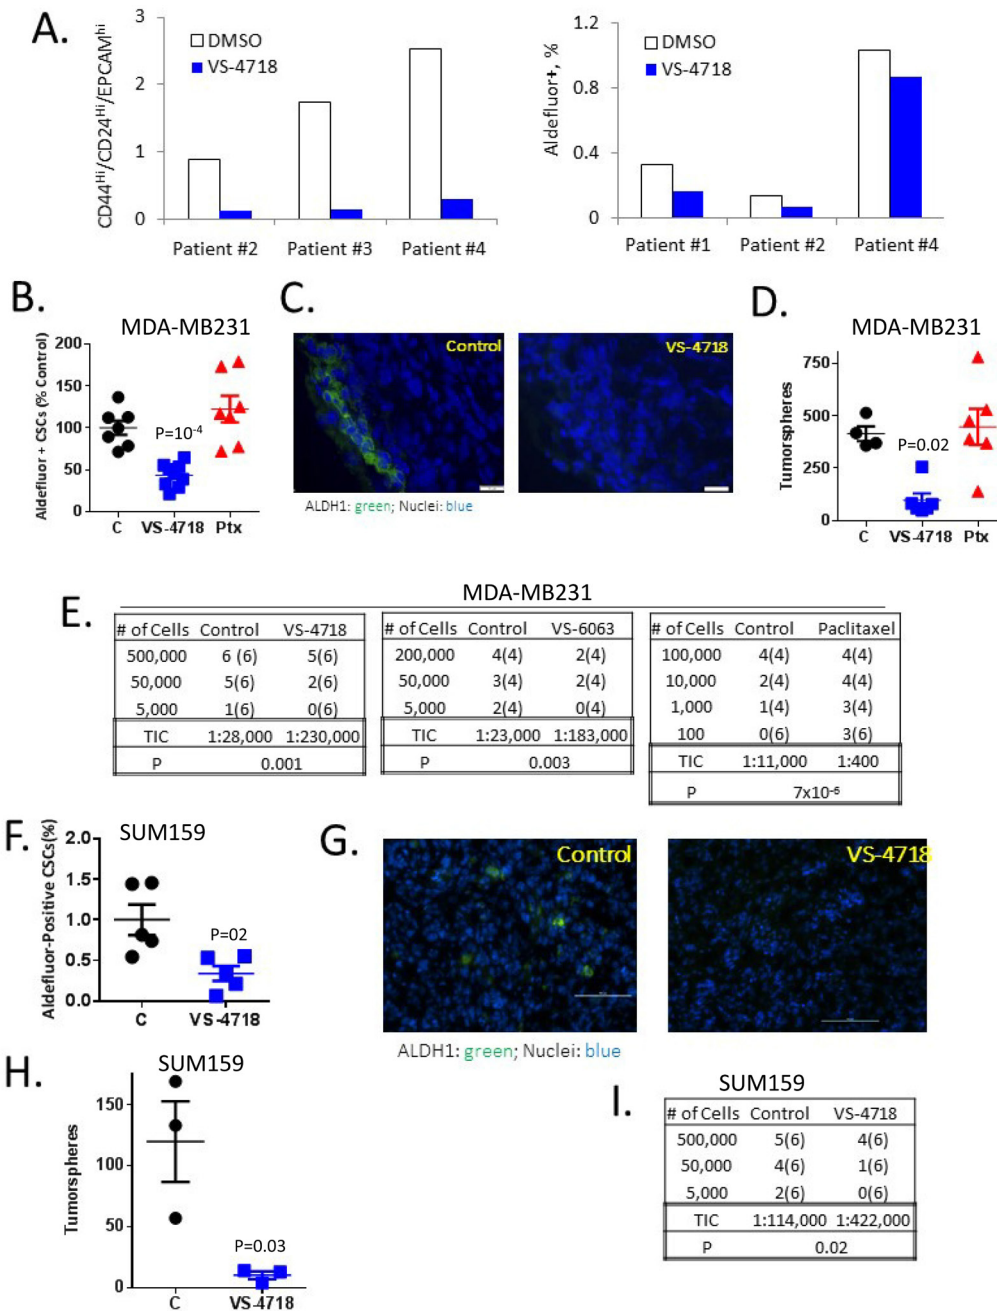 A.
CD44Hi/CD24Hi/EPCAMhi
3
2
1
0
DMSO
VS-4718
Patient #2 Patient #3 Patient #4
Aldefluor+, %
1.2
0.8
0.4
0
DMSO
VS-4718
Patient #1 Patient #2 Patient #4
B.
MDA-MB231
Aldefluor + CSCs (% Control)
200
150
100
50
0
P=10-4
C VS-4718 Ptx
C.
Control
VS-4718
ALDH1: green; Nuclei: blue
D.
MDA-MB231
Tumorspheres
750
500
250
0
P=0.02
C VS-4718 Ptx
E.
MDA-MB231
# of Cells Control VS-4718
500,000 6 (6) 5(6)
50,000 5(6) 2(6)
5,000 1(6) 0(6)
TIC 1:28,000 1:230,000
P 0.001
# of Cells Control VS-6063
200,000 4(4) 2(4)
50,000 3(4) 2(4)
5,000 2(4) 0(4)
TIC 1:23,000 1:183,000
P 0.003
# of Cells Control Paclitaxel
100,000 4(4) 4(4)
10,000 2(4) 4(4)
1,000 1(4) 3(4)
100 0(6) 3(6)
TIC 1:11,000 1:400
P 7x10-6
F.
SUM159
Aldefluor-Positive CSCs(%)
2.0
1.5
1.0
0.5
0.0
P=02
C VS-4718
G.
Control
VS-4718
ALDH1: green; Nuclei: blue
H.
SUM159
Tumorspheres
150
100
50
0
P=0.03
C VS-4718
I.
SUM159
# of Cells Control VS-4718
500,000 5(6) 4(6)
50,000 4(6) 1(6)
5,000 2(6) 0(6)
TIC 1:114,000 1:422,000
P 0.02